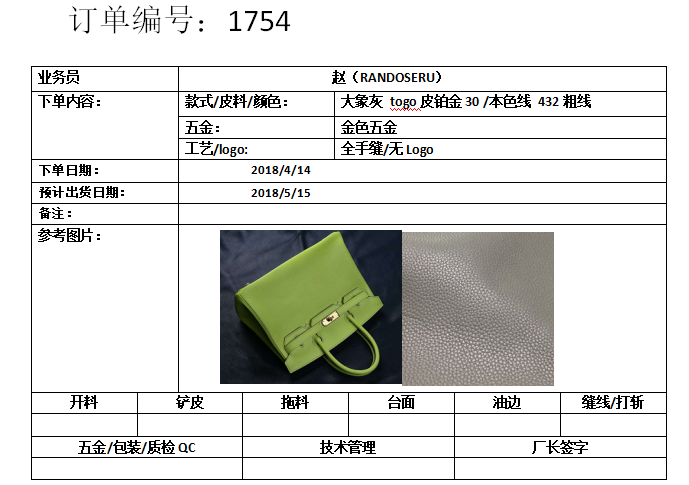 订单编号：1754
业务员 赵（RANDOSERU）
下单内容： 款式/皮料/颜色： 大象灰 togo 皮铂金 30 /本色线 432 粗线
五金： 金色五金
工艺/logo: 全手缝/无 Logo
下单日期： 2018/4/14
预计出货日期： 2018/5/15
备注：
参考图片：
开料 铲皮 拖料 台面 油边 缝线/打斩
五金/包装/质检 QC 技术管理 厂长签字